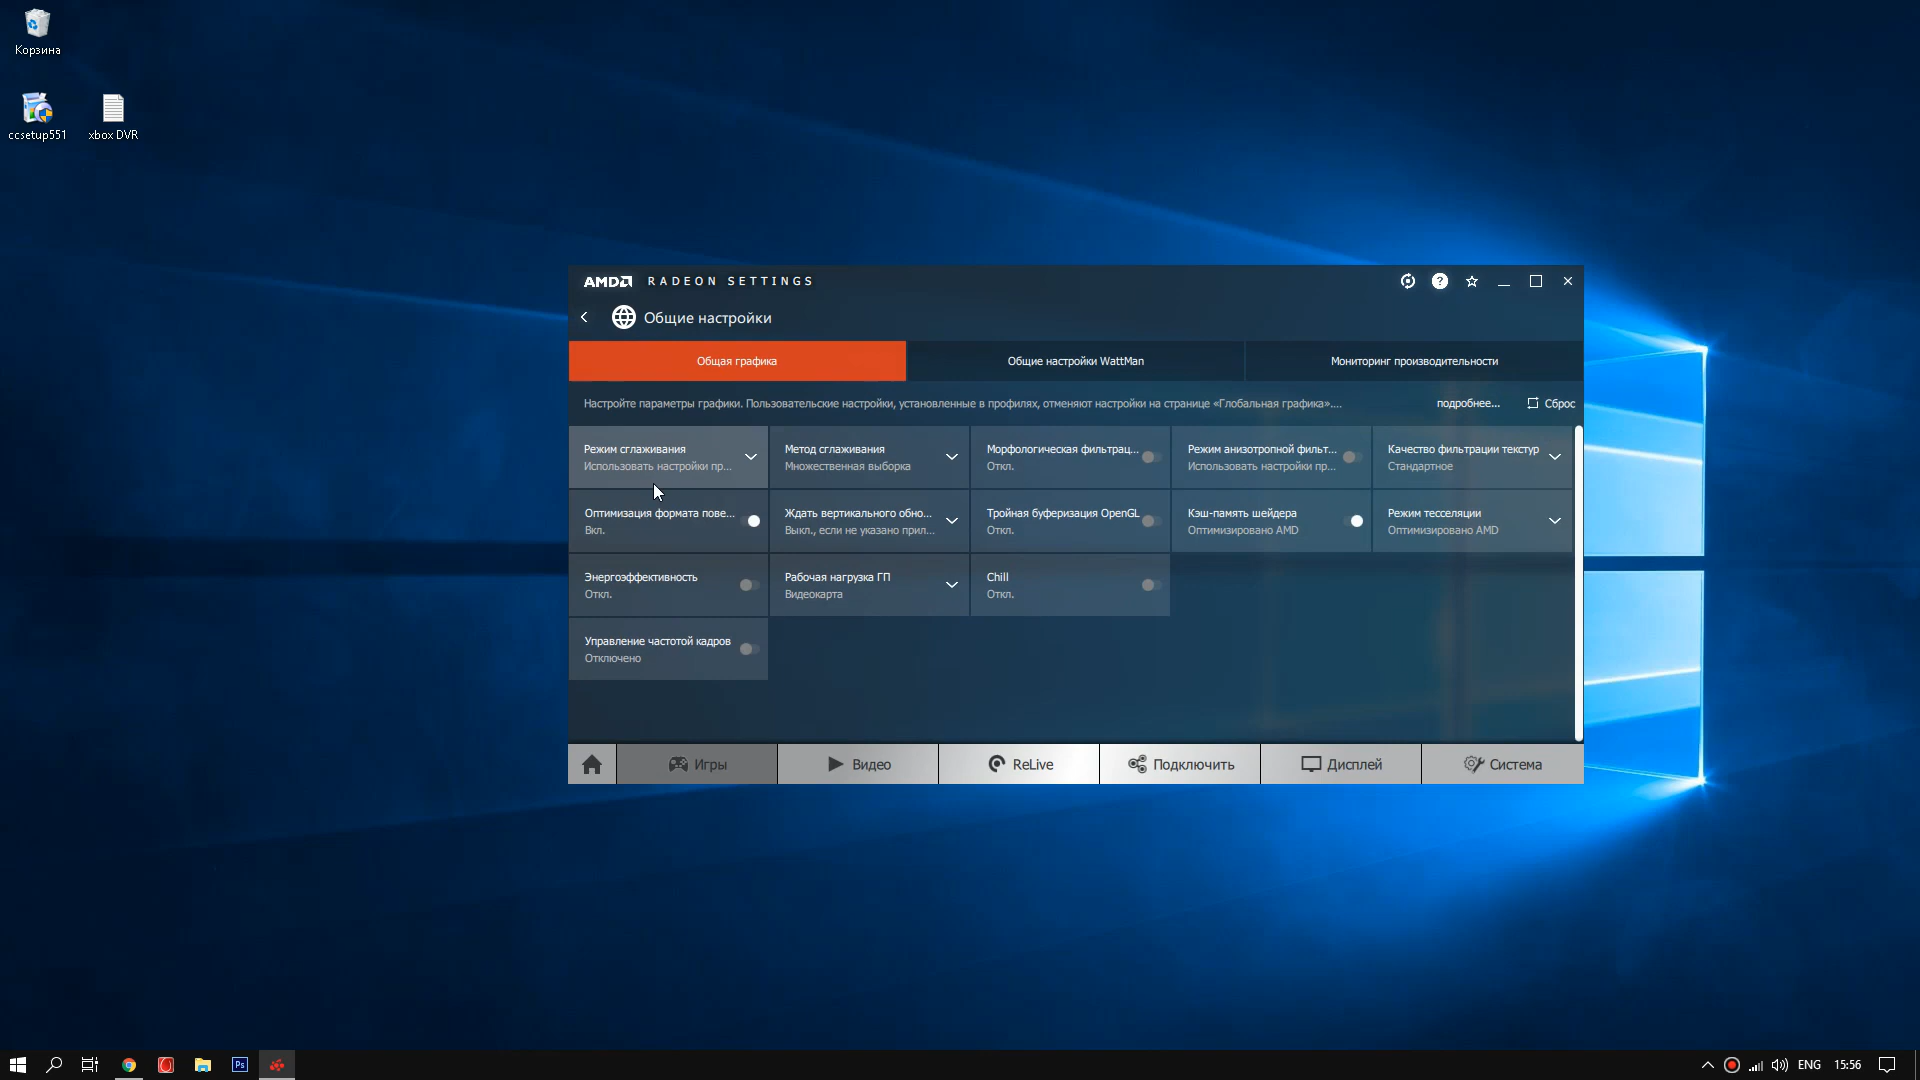 Корзина
ccsetup551
xbox DVR
AMD RADEON SETTINGS
Общие настройки
Общая графика
Общие настройки WattMan
Мониторинг производительности
Настройте параметры графики. Пользовательские настройки, установленные в профилях, отменяют настройки на странице «Глобальная графика»....
подробнее...
Сброс
Режим сглаживания
Использовать настройки пр...
Метод сглаживания
Множественная выборка
Морфологическая фильтрац...
Откл.
Режим анизотропной фильт...
Использовать настройки пр...
Качество фильтрации текстур
Стандартное
Оптимизация формата пове...
Вкл.
Ждать вертикального обно...
Выкл., если не указано прил...
Тройная буферизация OpenGL
Откл.
Кэш-память шейдера
Оптимизировано AMD
Режим тесселяции
Оптимизировано AMD
Энергоэффективность
Откл.
Рабочая нагрузка ГП
Видеокарта
Chill
Откл.
Управление частотой кадров
Отключено
Игры
Видео
ReLive
Подключить
Дисплей
Система
Ps
ENG
15:56